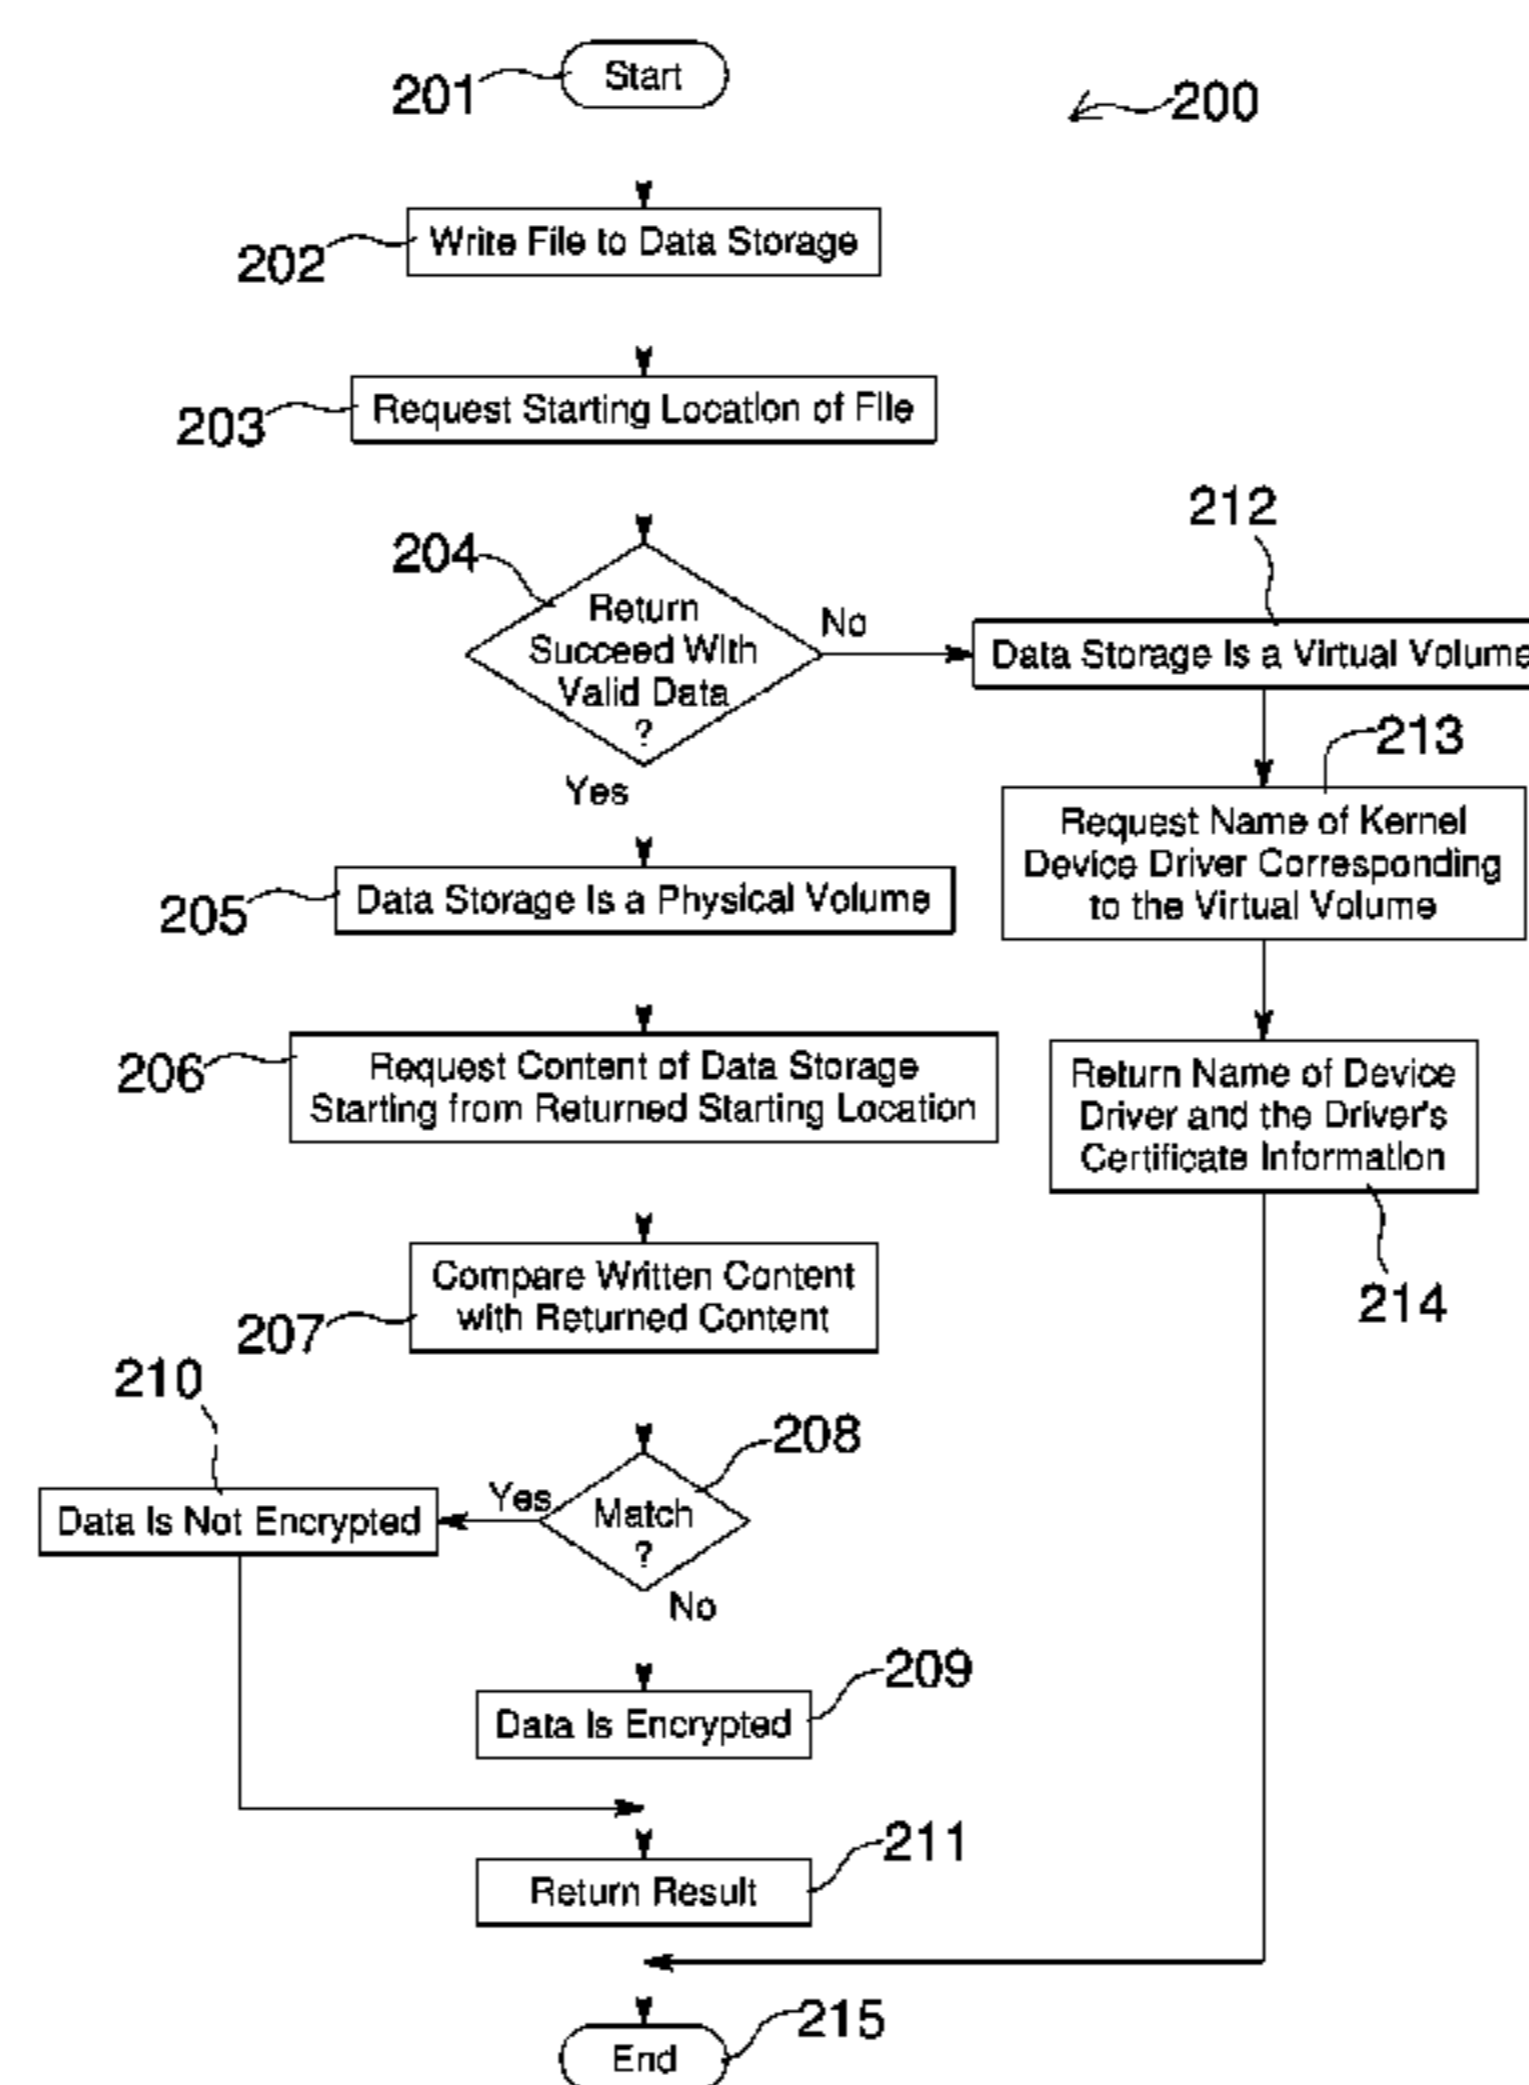 201
Start
200
202
Write File to Data Storage
203
Request Starting Location of File
204
Return
Succeed With
Valid Data
?
No
Yes
212
Data Storage Is a Virtual Volume
213
Request Name of Kernel
Device Driver Corresponding
to the Virtual Volume
205
Data Storage Is a Physical Volume
206
Request Content of Data Storage
Starting from Returned Starting Location
Return Name of Device
Driver and the Driver's
Certificate Information
214
207
Compare Written Content
with Returned Content
210
Data Is Not Encrypted
Yes
208
Match
?
No
209
Data Is Encrypted
211
Return Result
215
End